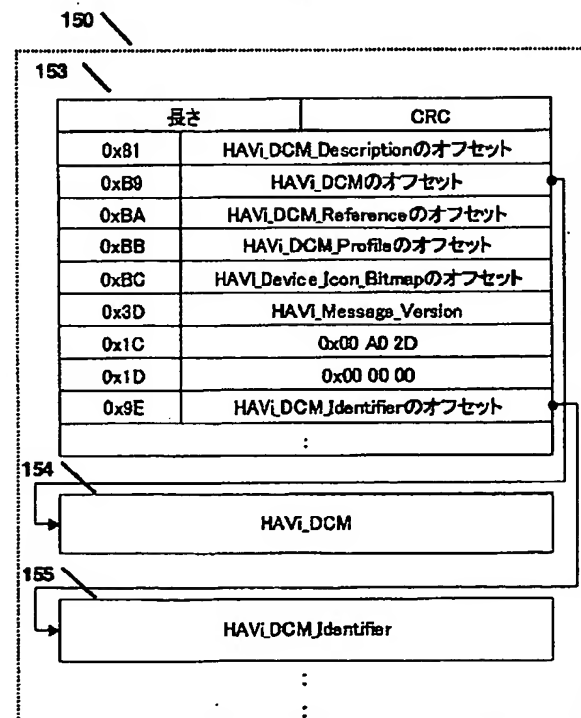 150
153
長さ CRC
0x81 HAVi_DCM_Descriptionのオフセット
0xB9 HAVi_DCMのオフセット
0xBA HAVi_DCM_Referenceのオフセット
0xBB HAVi_DCM_Profileのオフセット
0xBC HAVi_Device_Icon_Bitmapのオフセット
0x3D HAVi_Message_Version
0x1C 0x00 A0 2D
0x1D 0x00 00 00
0x9E HAVi_DCM_Identifierのオフセット
:
154
HAVi_DCM
155
HAVi_DCM_Identifier
:
: